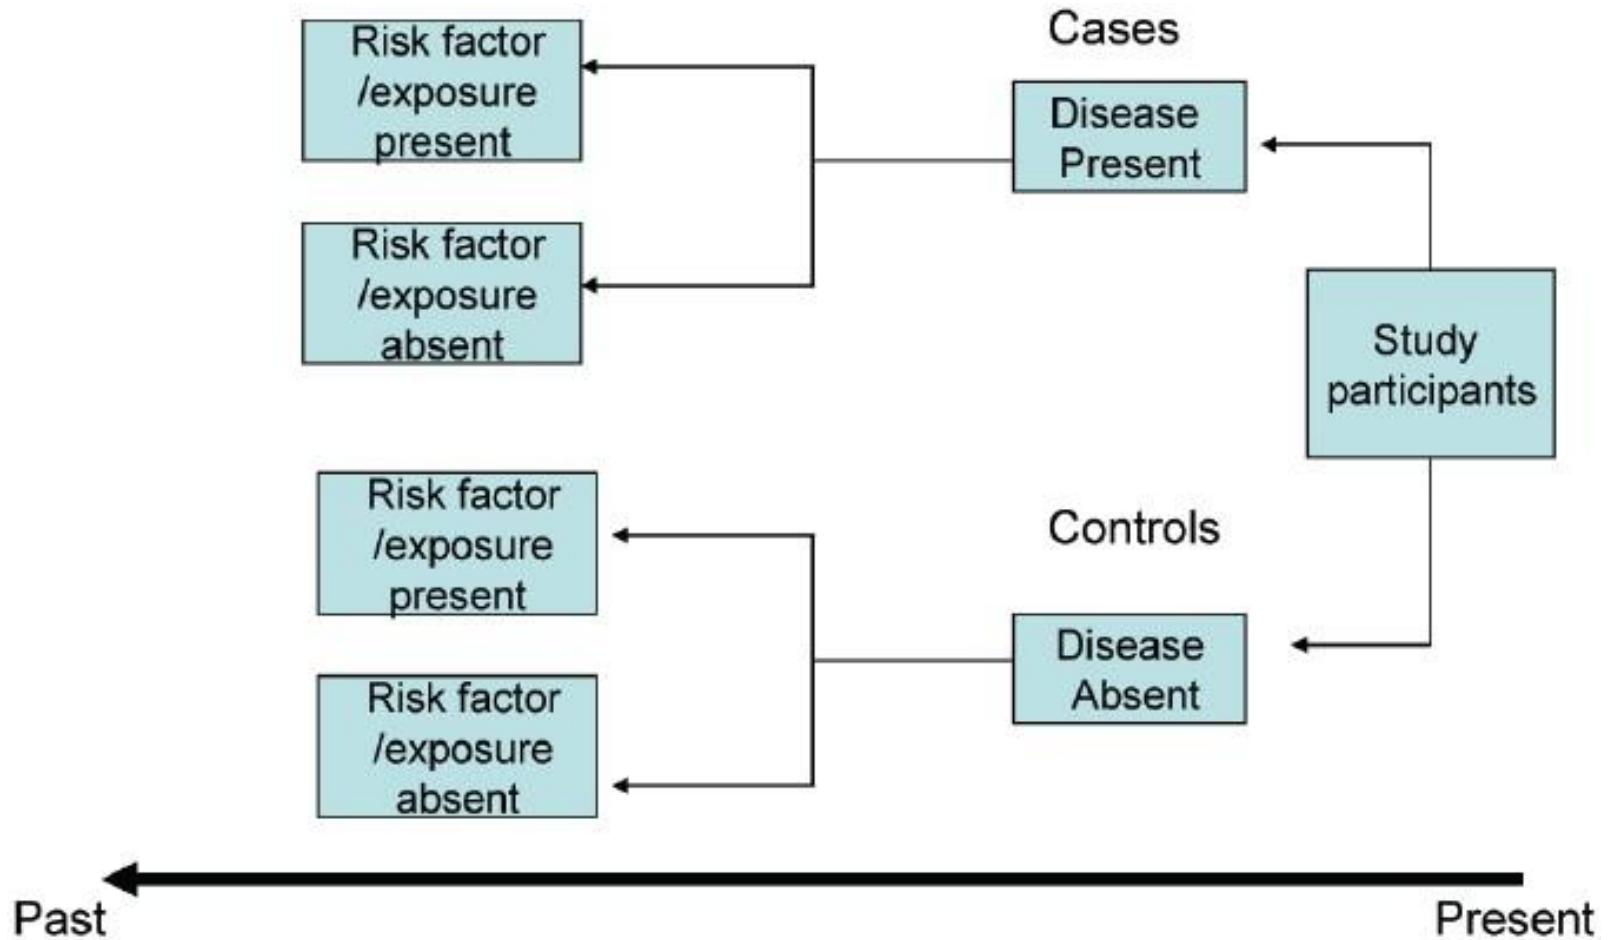 Cases
Risk factor
/exposure
present
Disease
Present
Risk factor
/exposure
absent
Study
participants
Controls
Risk factor
/exposure
present
Disease
Absent
Risk factor
/exposure
absent
Past
Present